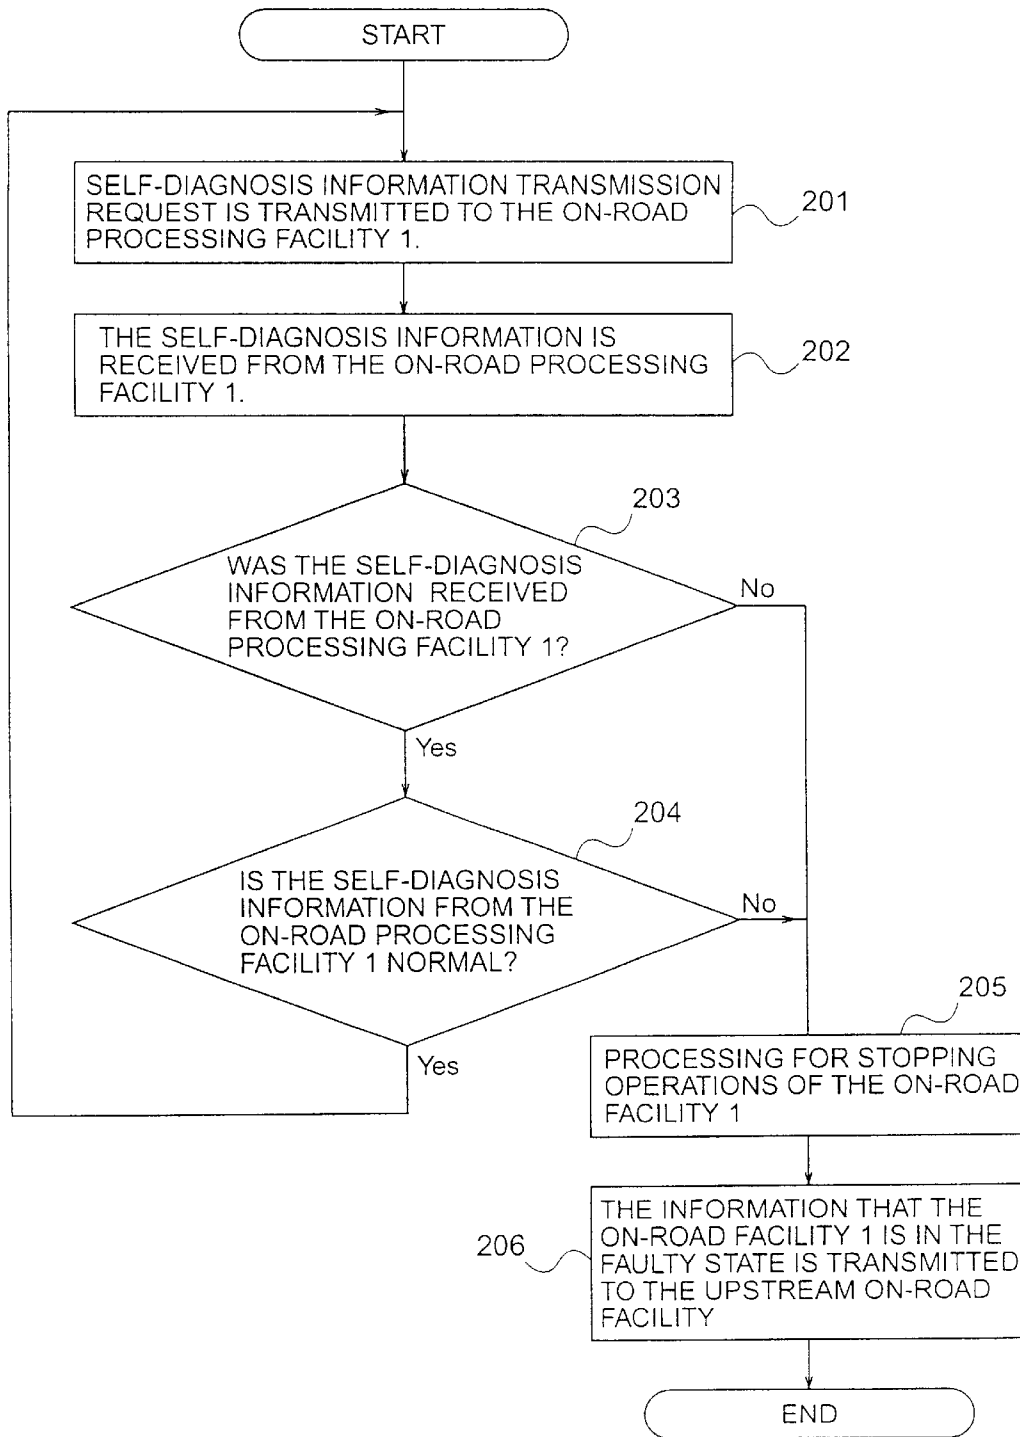 START
SELF-DIAGNOSIS INFORMATION TRANSMISSION
REQUEST IS TRANSMITTED TO THE ON-ROAD
PROCESSING FACILITY 1.
201
THE SELF-DIAGNOSIS INFORMATION IS
RECEIVED FROM THE ON-ROAD PROCESSING
FACILITY 1.
202
203
WAS THE SELF-DIAGNOSIS
INFORMATION RECEIVED
FROM THE ON-ROAD
PROCESSING FACILITY 1?
No
Yes
204
IS THE SELF-DIAGNOSIS
INFORMATION FROM THE
ON-ROAD PROCESSING
FACILITY 1 NORMAL?
No
Yes
205
PROCESSING FOR STOPPING
OPERATIONS OF THE ON-ROAD
FACILITY 1
206
THE INFORMATION THAT THE
ON-ROAD FACILITY 1 IS IN THE
FAULTY STATE IS TRANSMITTED
TO THE UPSTREAM ON-ROAD
FACILITY
END